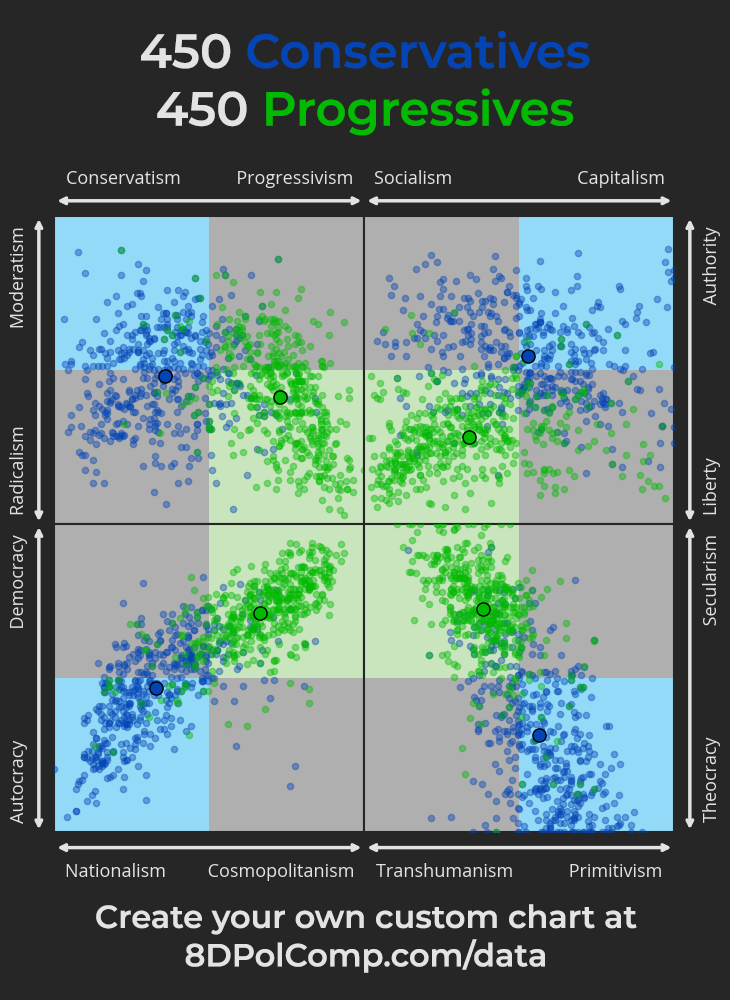 450 Conservatives
450 Progressives
Conservatism Progressivism Socialism Capitalism
Moderatism
Radicalism
Authority
Liberty
Democracy
Autocracy
Secularism
Theocracy
Nationalism Cosmopolitanism Transhumanism Primitivism
Create your own custom chart at
8DPolComp.com/data